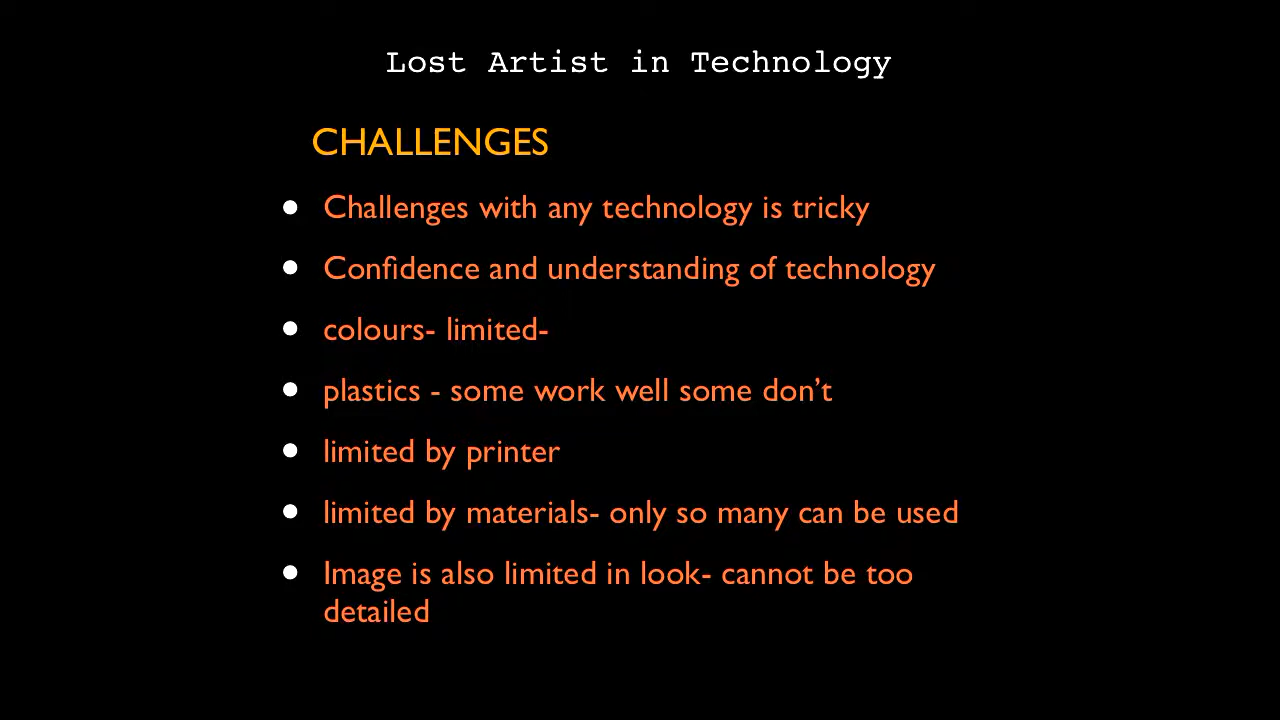 Lost Artist in Technology
CHALLENGES
• Challenges with any technology is tricky
• Confidence and understanding of technology
• colours- limited-
• plastics - some work well some don’t
• limited by printer
• limited by materials- only so many can be used
• Image is also limited in look- cannot be too
detailed